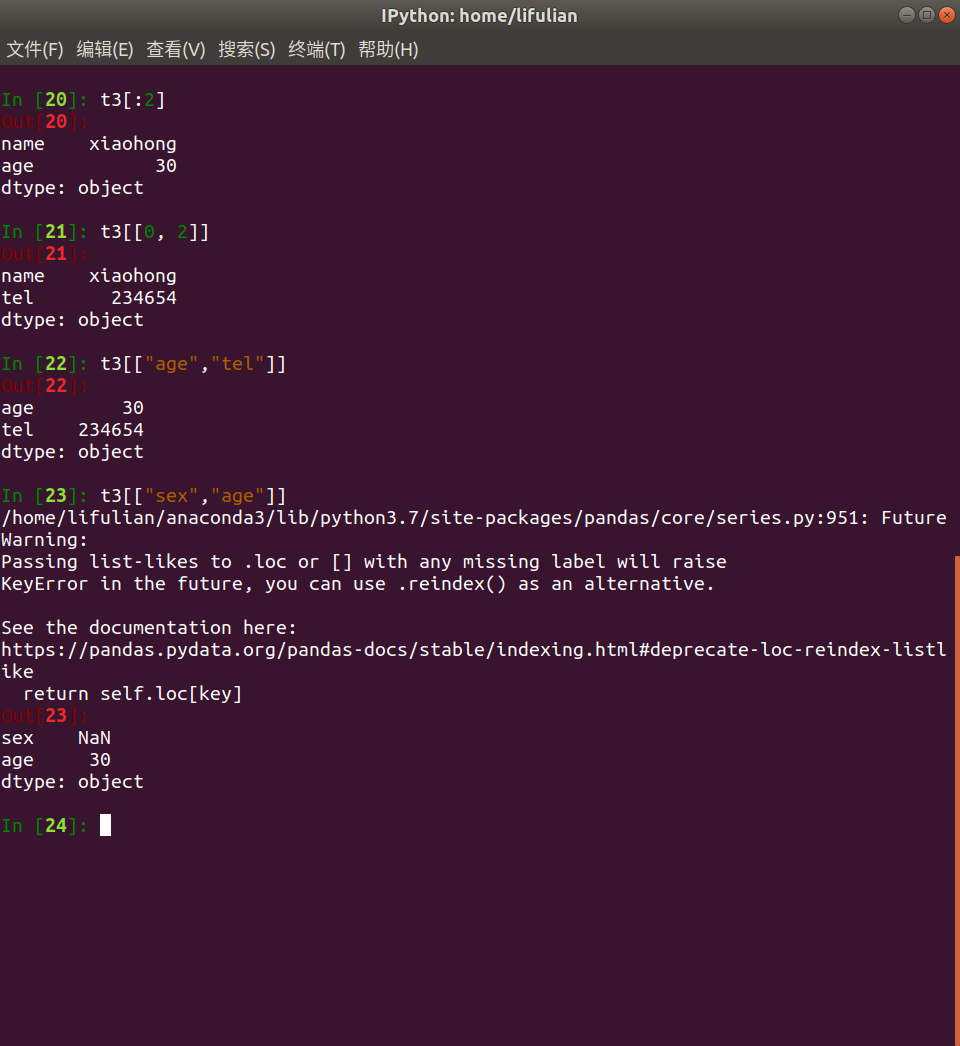 IPython: home/lifulian
文件(F) 编辑(E) 查看(V) 搜索(S) 终端(T) 帮助(H)
In [20]: t3[:2]
Out[20]:
name    xiaohong
age           30
dtype: object
In [21]: t3[[0, 2]]
Out[21]:
name    xiaohong
tel       234654
dtype: object
In [22]: t3[["age","tel"]]
Out[22]:
age        30
tel    234654
dtype: object
In [23]: t3[["sex","age"]]
/home/lifulian/anaconda3/lib/python3.7/site-packages/pandas/core/series.py:951: Future
Warning:
Passing list-likes to .loc or [] with any missing label will raise
KeyError in the future, you can use .reindex() as an alternative.
See the documentation here:
https://pandas.pydata.org/pandas-docs/stable/indexing.html#deprecate-loc-reindex-listl
ike
  return self.loc[key]
Out[23]:
sex    NaN
age     30
dtype: object
In [24]: